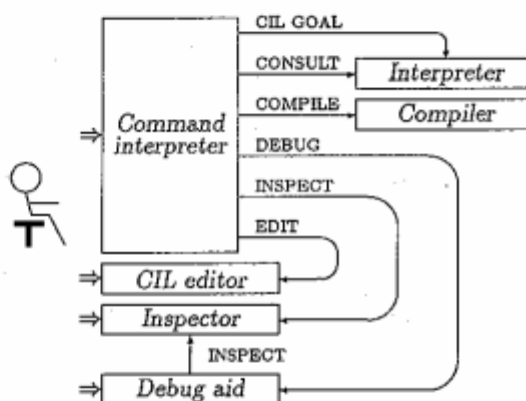 CIL GOAL
CONSULT
Interpreter
COMPILE
Compiler
Command
interpreter
DEBUG
INSPECT
EDIT
CIL editor
Inspector
INSPECT
Debug aid